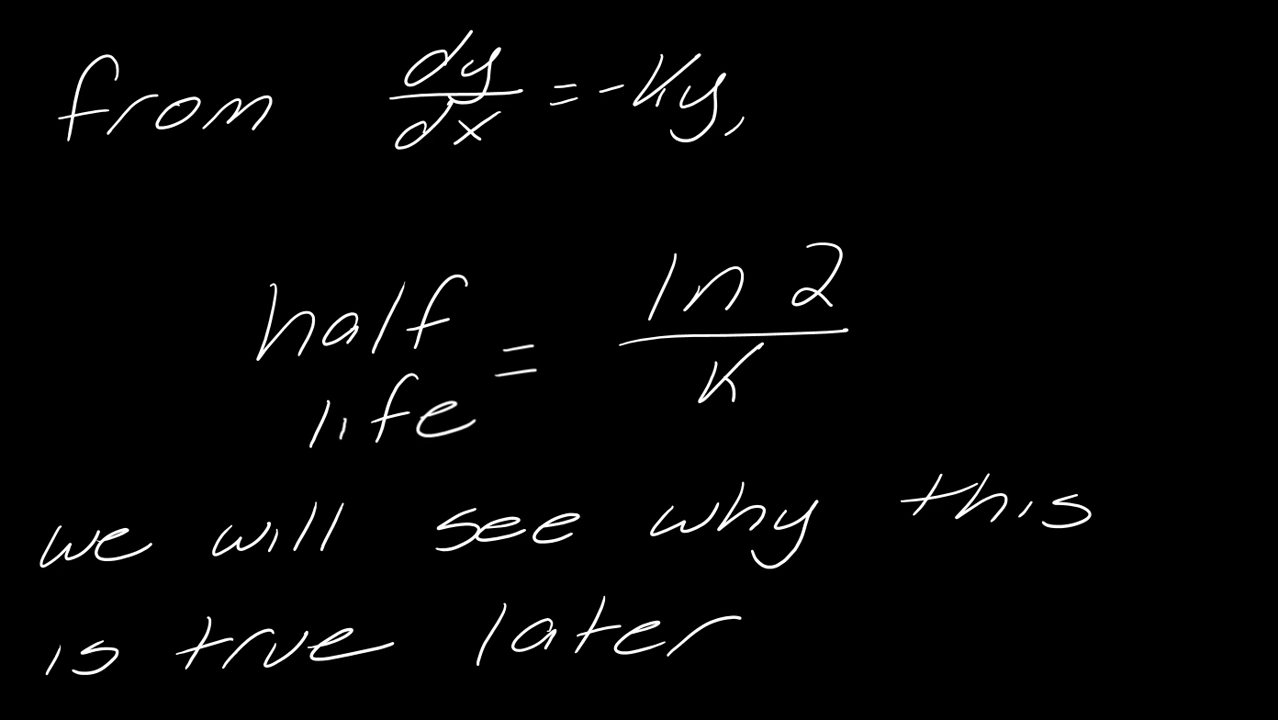 from dy/dx = -ky,
half life = ln 2 / k
we will see why this
is true later